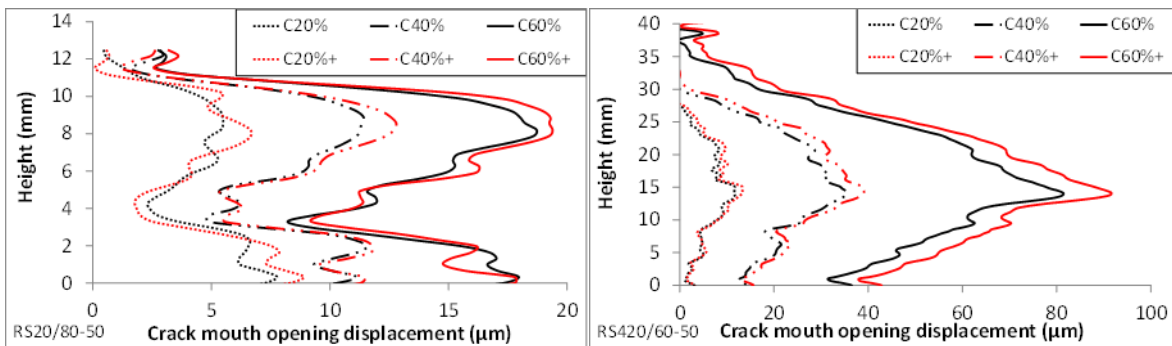 C20% C40% C60%
C20%+ C40%+ C60%+
14
12
10
8
6
4
2
0
Height (mm)
0 5 10 15 20
RS20/80-50 Crack mouth opening displacement (μm)
C20% C40% C60%
C20%+ C40%+ C60%+
40
35
30
25
20
15
10
5
0
Height (mm)
0 20 40 60 80 100
RS420/60-50 Crack mouth opening displacement (μm)